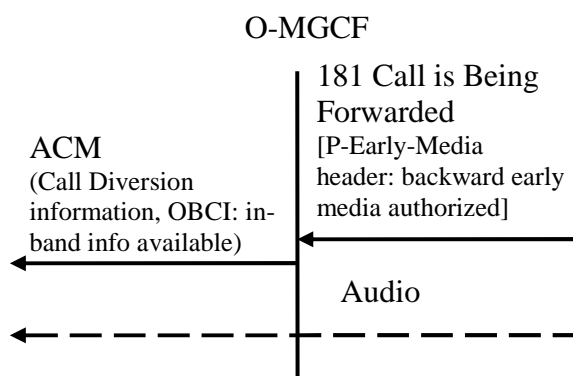 O-MGCF
181 Call is Being
Forwarded
[P-Early-Media
header: backward early
media authorized]
ACM
(Call Diversion
information, OBCI: in-
band info available)
Audio